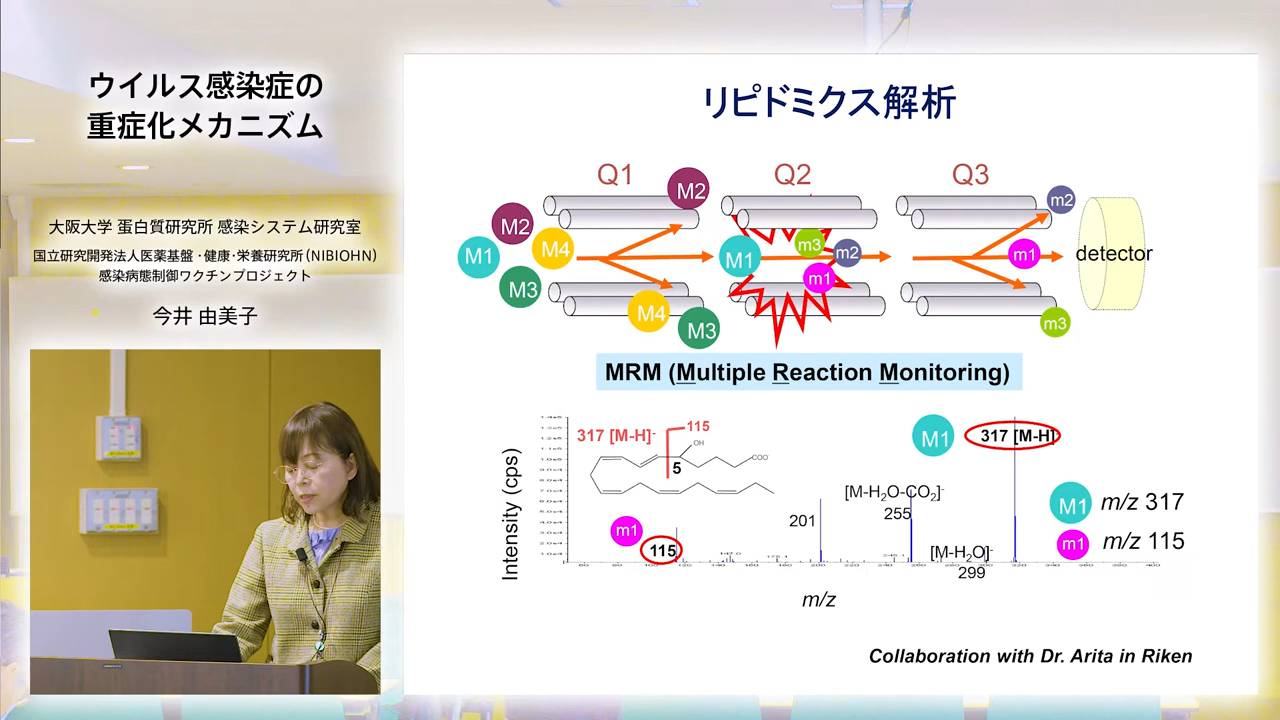 ウイルス感染症の
重症化メカニズム
大阪大学 蛋白質研究所 感染システム研究室
国立研究開発法人医薬基盤・健康・栄養研究所(NIBIOHN)
感染病態制御ワクチンプロジェクト
今井 由美子
リピドミクス解析
Q1 Q2 Q3
M2 m2
M2
M1 M4 M1 m3 m2 m1 detector
M3 m1
M4 M3 m3
MRM (Multiple Reaction Monitoring)
Intensity (cps)
317 [M-H]- 115
OH
COO-
5
M1 317 [M-H]
[M-H2O-CO2]-
201 255
m1 115
[M-H2O]-
299
M1 m/z 317
m1 m/z 115
m/z
Collaboration with Dr. Arita in Riken